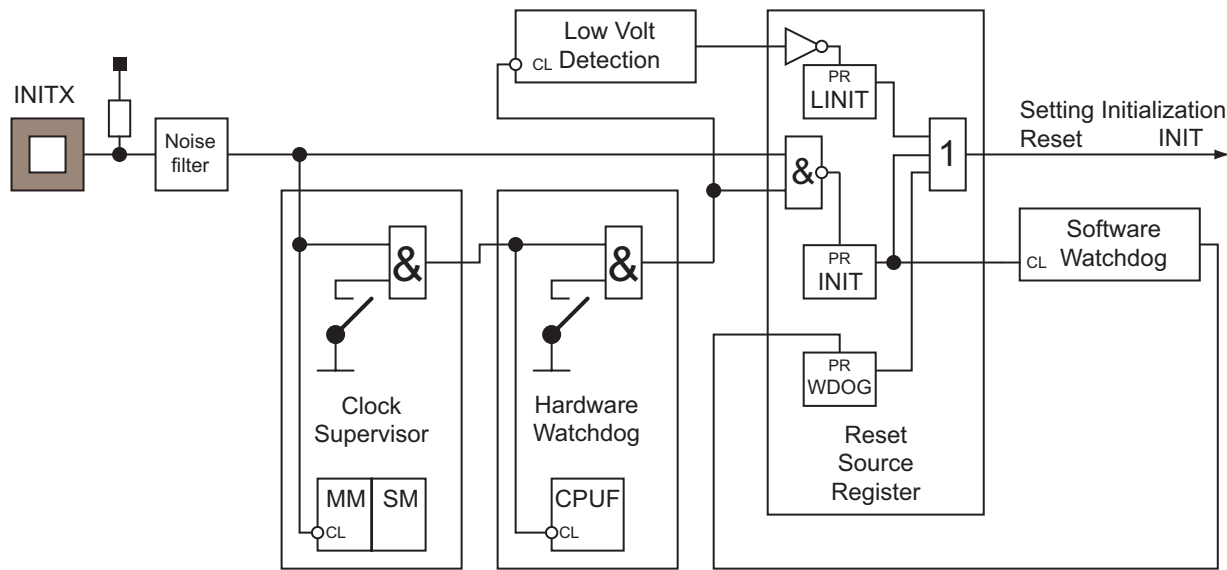 Low Volt
Detection
CL
PR
LINIT
INITX
Noise
filter
&
1
Setting Initialization
Reset INIT
&
&
PR
INIT
Software
Watchdog
CL
PR
WDOG
Clock
Supervisor
Hardware
Watchdog
Reset
Source
Register
MM SM
CL
CPUF
CL